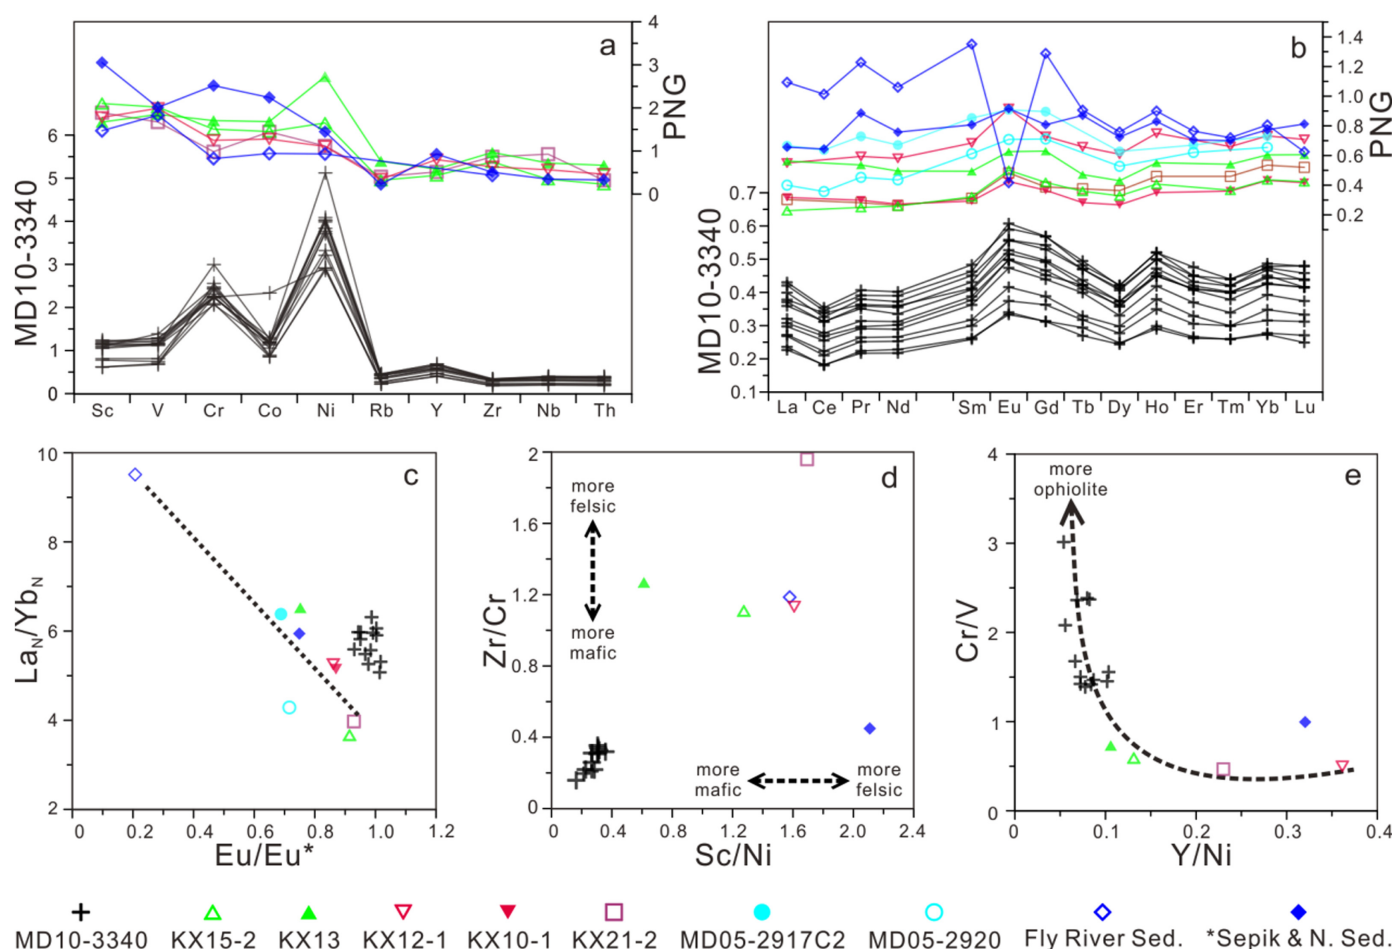 a
4
3
2
1
0
PNG
6
5
4
3
2
1
0
MD10-3340
Sc V Cr Co Ni Rb Y Zr Nb Th
b
1.4
1.2
1.0
0.8
0.6
0.4
0.2
PNG
0.7
0.6
0.5
0.4
0.3
0.2
0.1
MD10-3340
La Ce Pr Nd Sm Eu Gd Tb Dy Ho Er Tm Yb Lu
c
10
8
6
4
2
LaN/YbN
0 0.2 0.4 0.6 0.8 1.0 1.2
Eu/Eu*
d
2
1.6
1.2
0.8
0.4
0
Zr/Cr
more
felsic
more
mafic
more
mafic
more
felsic
0 0.4 0.8 1.2 1.6 2.0 2.4
Sc/Ni
e
4
3
2
1
0
Cr/V
more
ophiolite
0 0.1 0.2 0.3 0.4
Y/Ni
MD10-3340 KX15-2 KX13 KX12-1 KX10-1 KX21-2 MD05-2917C2 MD05-2920 Fly River Sed. *Sepik & N. Sed.